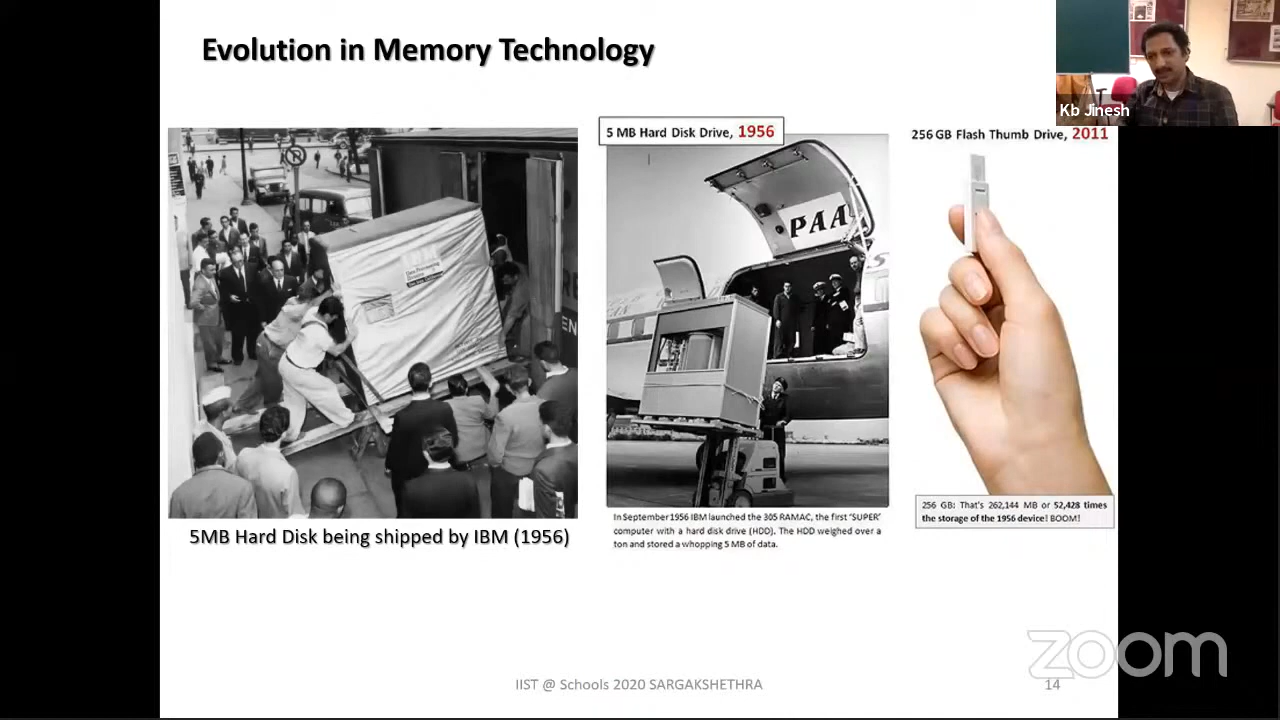 Evolution in Memory Technology
Kb Jinesh
5 MB Hard Disk Drive, 1956
256 GB Flash Thumb Drive, 2011
PAA
EN
256 GB: That's 262,144 MB or 52,428 times
the storage of the 1956 device! BOOM!
In September 1956 IBM launched the 305 RAMAC, the first 'SUPER'
computer with a hard disk drive (HDD). The HDD weighed over a
ton and stored a whopping 5 MB of data.
5MB Hard Disk being shipped by IBM (1956)
zoom
IIST @ Schools 2020 SARGAKSHETHRA
14